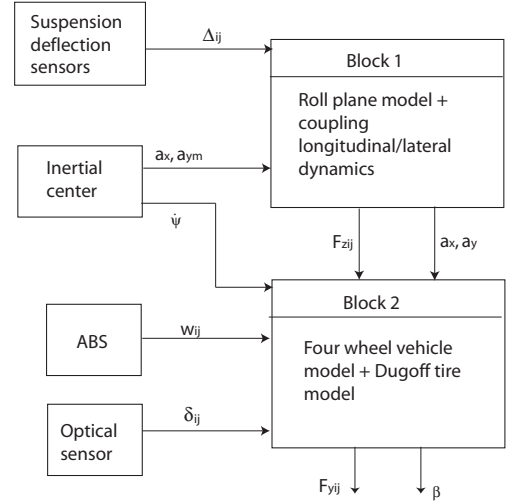 Suspension
deflection
sensors
Δij
Block 1
Roll plane model +
coupling
longitudinal/lateral
dynamics
Inertial
center
ax, aym
ψ̇
Fzij
ax, ay
Block 2
Four wheel vehicle
model + Dugoff tire
model
ABS
wij
Optical
sensor
δij
Fyij
β